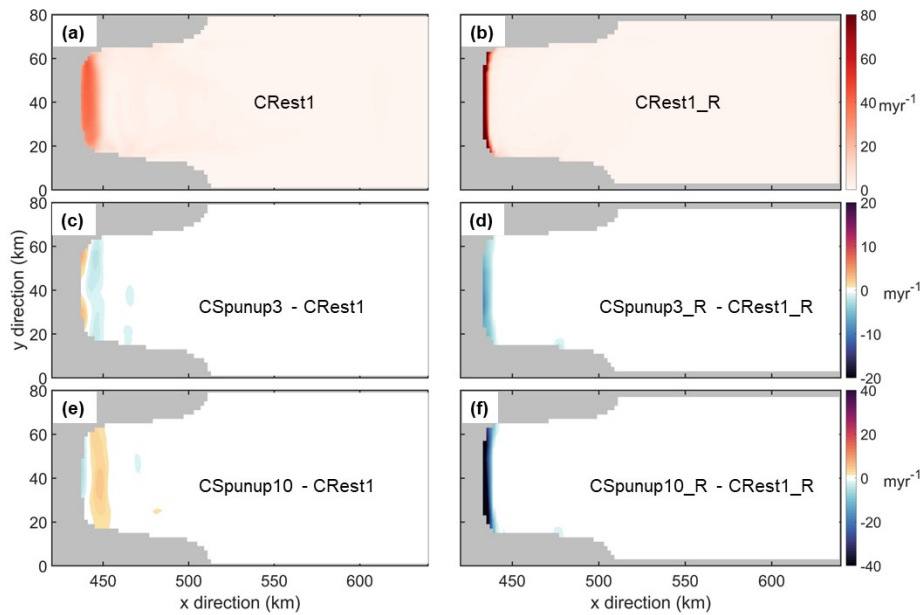 80
60
40
20
0
(a)
CRest1
(b)
CRest1_R
80
60
40
20
0
myr-1
80
60
40
20
0
y direction (km)
(c)
CSpunup3 - CRest1
(d)
CSpunup3_R - CRest1_R
20
10
0
-10
-20
myr-1
80
60
40
20
0
(e)
CSpunup10 - CRest1
(f)
CSpunup10_R - CRest1_R
40
20
0
-20
-40
myr-1
450 500 550 600
450 500 550 600
x direction (km)
x direction (km)